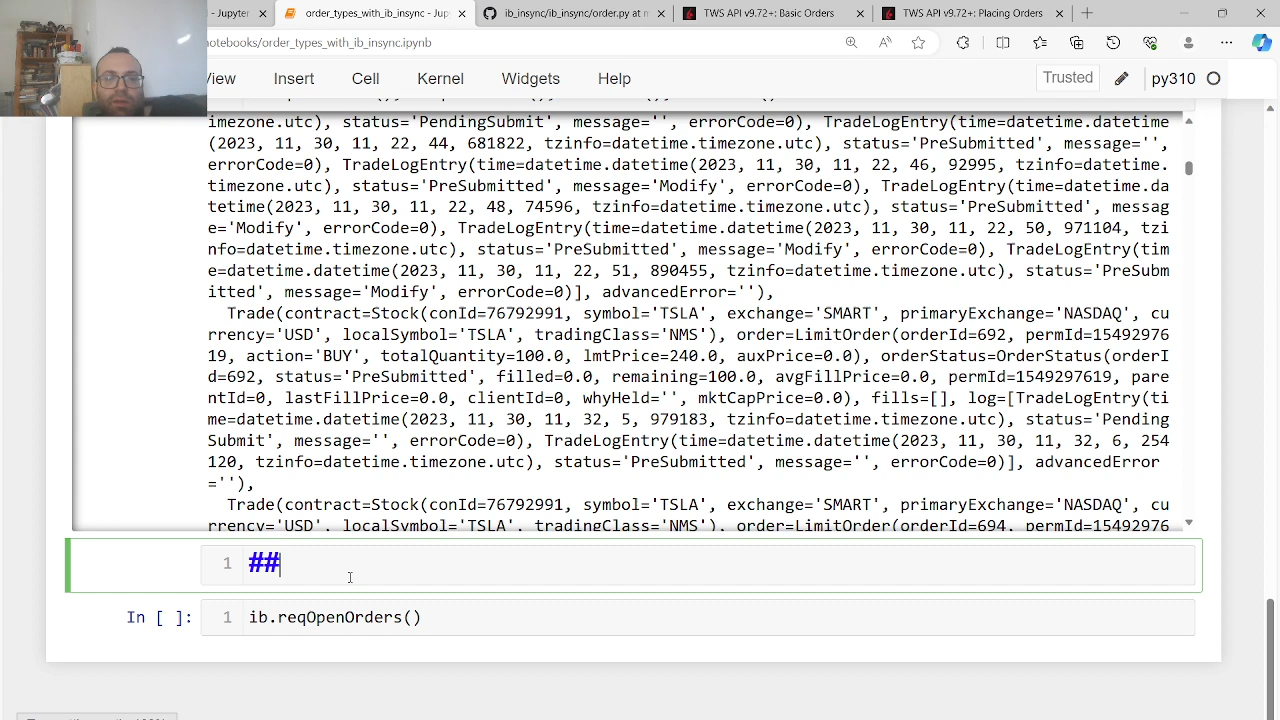 - Jupyter
order_types_with_ib_insync - Jup
ib_insync/ib_insync/order.py at m
TWS API v9.72+: Basic Orders
TWS API v9.72+: Placing Orders
notebooks/order_types_with_ib_insync.ipynb
View
Insert
Cell
Kernel
Widgets
Help
Trusted
py310
imezone.utc), status='PendingSubmit', message='', errorCode=0), TradeLogEntry(time=datetime.datetime
(2023, 11, 30, 11, 22, 44, 681822, tzinfo=datetime.timezone.utc), status='PreSubmitted', message='',
errorCode=0), TradeLogEntry(time=datetime.datetime(2023, 11, 30, 11, 22, 46, 92995, tzinfo=datetime.
timezone.utc), status='PreSubmitted', message='Modify', errorCode=0), TradeLogEntry(time=datetime.da
tetime(2023, 11, 30, 11, 22, 48, 74596, tzinfo=datetime.timezone.utc), status='PreSubmitted', messag
e='Modify', errorCode=0), TradeLogEntry(time=datetime.datetime(2023, 11, 30, 11, 22, 50, 971104, tzi
nfo=datetime.timezone.utc), status='PreSubmitted', message='Modify', errorCode=0), TradeLogEntry(tim
e=datetime.datetime(2023, 11, 30, 11, 22, 51, 890455, tzinfo=datetime.timezone.utc), status='PreSubm
itted', message='Modify', errorCode=0)], advancedError=''),
Trade(contract=Stock(conId=76792991, symbol='TSLA', exchange='SMART', primaryExchange='NASDAQ', cu
rrency='USD', localSymbol='TSLA', tradingClass='NMS'), order=LimitOrder(orderId=692, permId=15492976
19, action='BUY', totalQuantity=100.0, lmtPrice=240.0, auxPrice=0.0), orderStatus=OrderStatus(orderI
d=692, status='PreSubmitted', filled=0.0, remaining=100.0, avgFillPrice=0.0, permId=1549297619, pare
ntId=0, lastFillPrice=0.0, clientId=0, whyHeld='', mktCapPrice=0.0), fills=[], log=[TradeLogEntry(ti
me=datetime.datetime(2023, 11, 30, 11, 32, 5, 979183, tzinfo=datetime.timezone.utc), status='Pending
Submit', message='', errorCode=0), TradeLogEntry(time=datetime.datetime(2023, 11, 30, 11, 32, 6, 254
120, tzinfo=datetime.timezone.utc), status='PreSubmitted', message='', errorCode=0)], advancedError
=''),
Trade(contract=Stock(conId=76792991, symbol='TSLA', exchange='SMART', primaryExchange='NASDAQ', cu
rrency='USD', localSymbol='TSLA', tradingClass='NMS'), order=LimitOrder(orderId=694, permId=15492976
1 ##
In [ ]: 1 ib.reqOpenOrders()